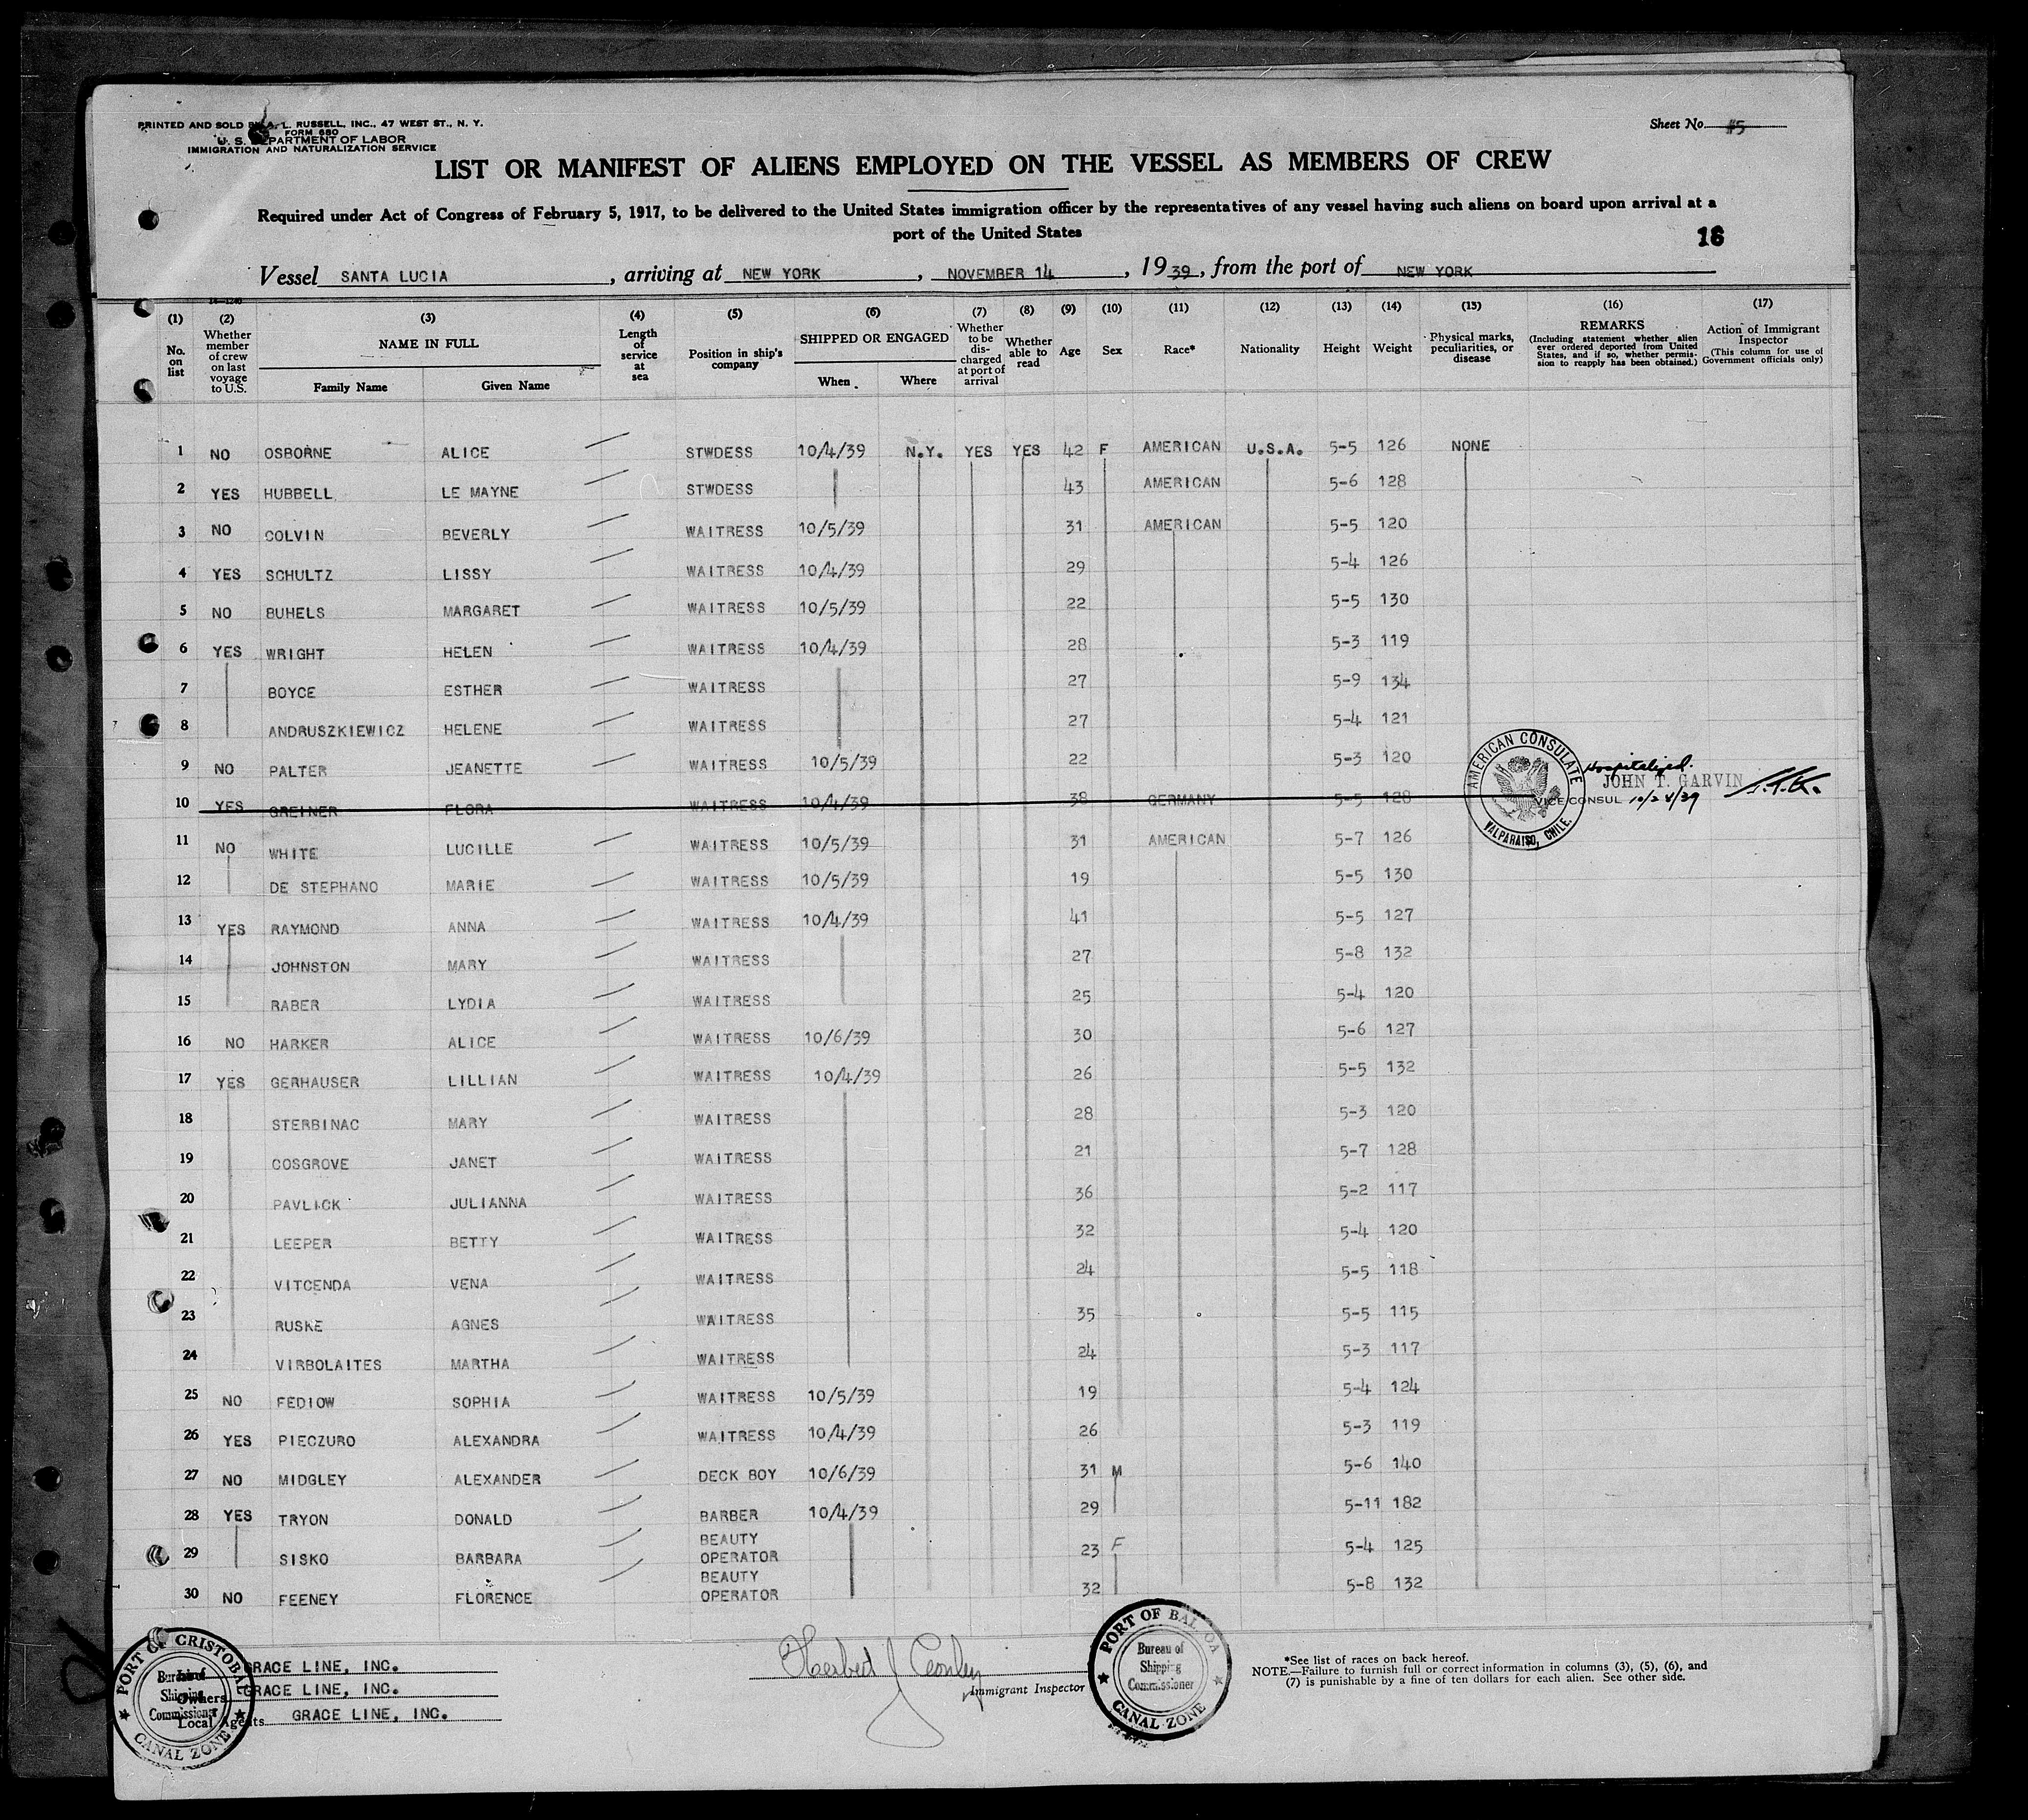 PRINTED AND SOLD BY A. L. RUSSELL, INC., 47 WEST ST., N. Y.
FORM 680
U. S. DEPARTMENT OF LABOR
IMMIGRATION AND NATURALIZATION SERVICE
Sheet No. #5
LIST OR MANIFEST OF ALIENS EMPLOYED ON THE VESSEL AS MEMBERS OF CREW
Required under Act of Congress of February 5, 1917, to be delivered to the United States immigration officer by the representatives of any vessel having such aliens on board upon arrival at a
port of the United States
16
Vessel SANTA LUCIA, arriving at NEW YORK, NOVEMBER 14, 1939, from the port of NEW YORK
(1) No. on list
(2) Whether member of crew on last voyage to U.S.
(3) NAME IN FULL
Family Name Given Name
(4) Length of service at sea
(5) Position in ship's company
(6) SHIPPED OR ENGAGED
When Where
(7) Whether to be discharged at port of arrival
(8) Whether able to read
(9) Age
(10) Sex
(11) Race*
(12) Nationality
(13) Height
(14) Weight
(15) Physical marks, peculiarities, or disease
(16) REMARKS (Including statement whether alien ever ordered deported from United States, and if so, whether permission to reapply has been obtained.)
(17) Action of Immigrant Inspector (This column for use of Government officials only)
1 NO OSBORNE ALICE STWDESS 10/4/39 N.Y. YES YES 42 F AMERICAN U.S.A. 5-5 126 NONE
2 YES HUBBELL LE MAYNE STWDESS 43 AMERICAN 5-6 128
3 NO COLVIN BEVERLY WAITRESS 10/5/39 31 AMERICAN 5-5 120
4 YES SCHULTZ LISSY WAITRESS 10/4/39 29 5-4 126
5 NO BUHELS MARGARET WAITRESS 10/5/39 22 5-5 130
6 YES WRIGHT HELEN WAITRESS 10/4/39 28 5-3 119
7 BOYCE ESTHER WAITRESS 27 5-9 134
8 ANDRUSZKIEWICZ HELENE WAITRESS 27 5-4 121
9 NO PALTER JEANETTE WAITRESS 10/5/39 22 5-3 120
10 YES GREINER FLORA WAITRESS 10/4/39 38 GERMANY 5-5 128
AMERICAN CONSULATE
VALPARAISO, CHILE.
Hospitalized.
JOHN T. GARVIN
VICE CONSUL 10/24/39
11 NO WHITE LUCILLE WAITRESS 10/5/39 31 AMERICAN 5-7 126
12 DE STEPHANO MARIE WAITRESS 10/5/39 19 5-5 130
13 YES RAYMOND ANNA WAITRESS 10/4/39 41 5-5 127
14 JOHNSTON MARY WAITRESS 27 5-8 132
15 RABER LYDIA WAITRESS 25 5-4 120
16 NO HARKER ALICE WAITRESS 10/6/39 30 5-6 127
17 YES GERHAUSER LILLIAN WAITRESS 10/4/39 26 5-5 132
18 STERBINAC MARY WAITRESS 28 5-3 120
19 COSGROVE JANET WAITRESS 21 5-7 128
20 PAVLICK JULIANNA WAITRESS 36 5-2 117
21 LEEPER BETTY WAITRESS 32 5-4 120
22 VITCENDA VENA WAITRESS 24 5-5 118
23 RUSKE AGNES WAITRESS 35 5-5 115
24 VIRBOLAITES MARTHA WAITRESS 24 5-3 117
25 NO FEDIOW SOPHIA WAITRESS 10/5/39 19 5-4 124
26 YES PIECZURO ALEXANDRA WAITRESS 10/4/39 26 5-3 119
27 NO MIDGLEY ALEXANDER DECK BOY 10/6/39 31 M 5-6 140
28 YES TRYON DONALD BARBER 10/4/39 29 5-11 182
29 SISKO BARBARA BEAUTY OPERATOR 23 F 5-4 125
30 NO FEENEY FLORENCE BEAUTY OPERATOR 32 5-8 132
PORT OF CRISTOBAL
Bureau of
Shipping
Commissioner
CANAL ZONE
GRACE LINE, INC.
Owners GRACE LINE, INC.
Local Agents GRACE LINE, INC.
Immigrant Inspector
PORT OF BALBOA
Bureau of
Shipping
Commissioner
CANAL ZONE
*See list of races on back hereof.
NOTE.—Failure to furnish full or correct information in columns (3), (5), (6), and
(7) is punishable by a fine of ten dollars for each alien. See other side.